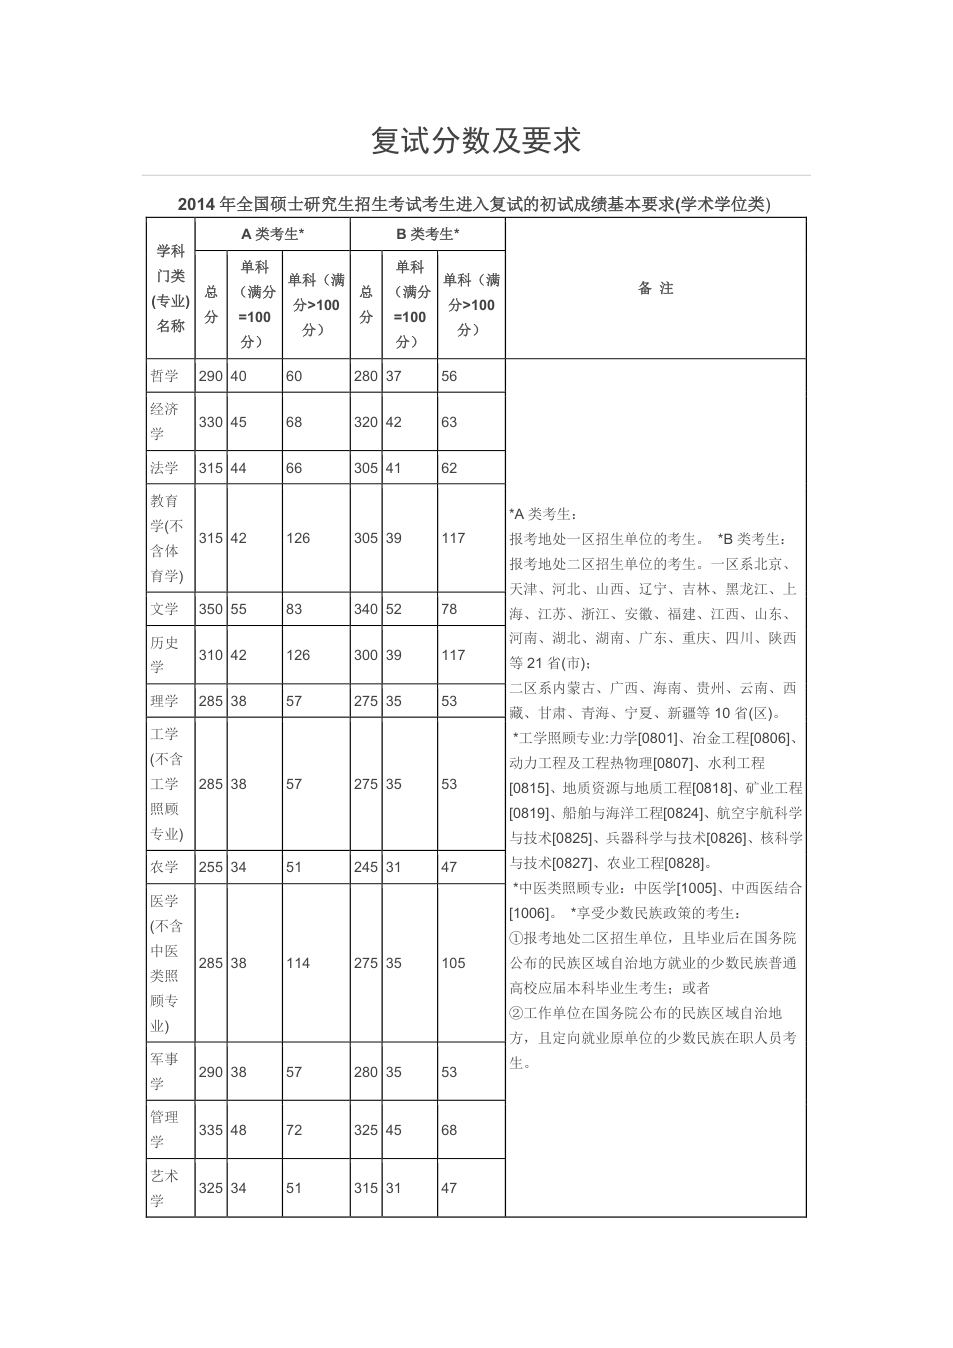 复试分数及要求
2014 年全国硕士研究生招生考试考生进入复试的初试成绩基本要求(学术学位类)
学科
门类
(专业)
名称
A 类考生*
B 类考生*
备 注
总
分
单科
（满分
=100
分）
单科（满
分>100
分）
总
分
单科
（满分
=100
分）
单科（满
分>100
分）
哲学 290 40 60 280 37 56
经济
学
330 45 68 320 42 63
法学 315 44 66 305 41 62
教育
学(不
含体
育学)
315 42 126 305 39 117
文学 350 55 83 340 52 78
历史
学
310 42 126 300 39 117
理学 285 38 57 275 35 53
工学
(不含
工学
照顾
专业)
285 38 57 275 35 53
农学 255 34 51 245 31 47
医学
(不含
中医
类照
顾专
业)
285 38 114 275 35 105
军事
学
290 38 57 280 35 53
管理
学
335 48 72 325 45 68
艺术
学
325 34 51 315 31 47
*A 类考生：
报考地处一区招生单位的考生。 *B 类考生：
报考地处二区招生单位的考生。一区系北京、
天津、河北、山西、辽宁、吉林、黑龙江、上
海、江苏、浙江、安徽、福建、江西、山东、
河南、湖北、湖南、广东、重庆、四川、陕西
等 21 省(市)；
二区系内蒙古、广西、海南、贵州、云南、西
藏、甘肃、青海、宁夏、新疆等 10 省(区)。
*工学照顾专业:力学[0801]、冶金工程[0806]、
动力工程及工程热物理[0807]、水利工程
[0815]、地质资源与地质工程[0818]、矿业工程
[0819]、船舶与海洋工程[0824]、航空宇航科学
与技术[0825]、兵器科学与技术[0826]、核科学
与技术[0827]、农业工程[0828]。
*中医类照顾专业：中医学[1005]、中西医结合
[1006]。 *享受少数民族政策的考生：
①报考地处二区招生单位，且毕业后在国务院
公布的民族区域自治地方就业的少数民族普通
高校应届本科毕业生考生；或者
②工作单位在国务院公布的民族区域自治地
方，且定向就业原单位的少数民族在职人员考
生。